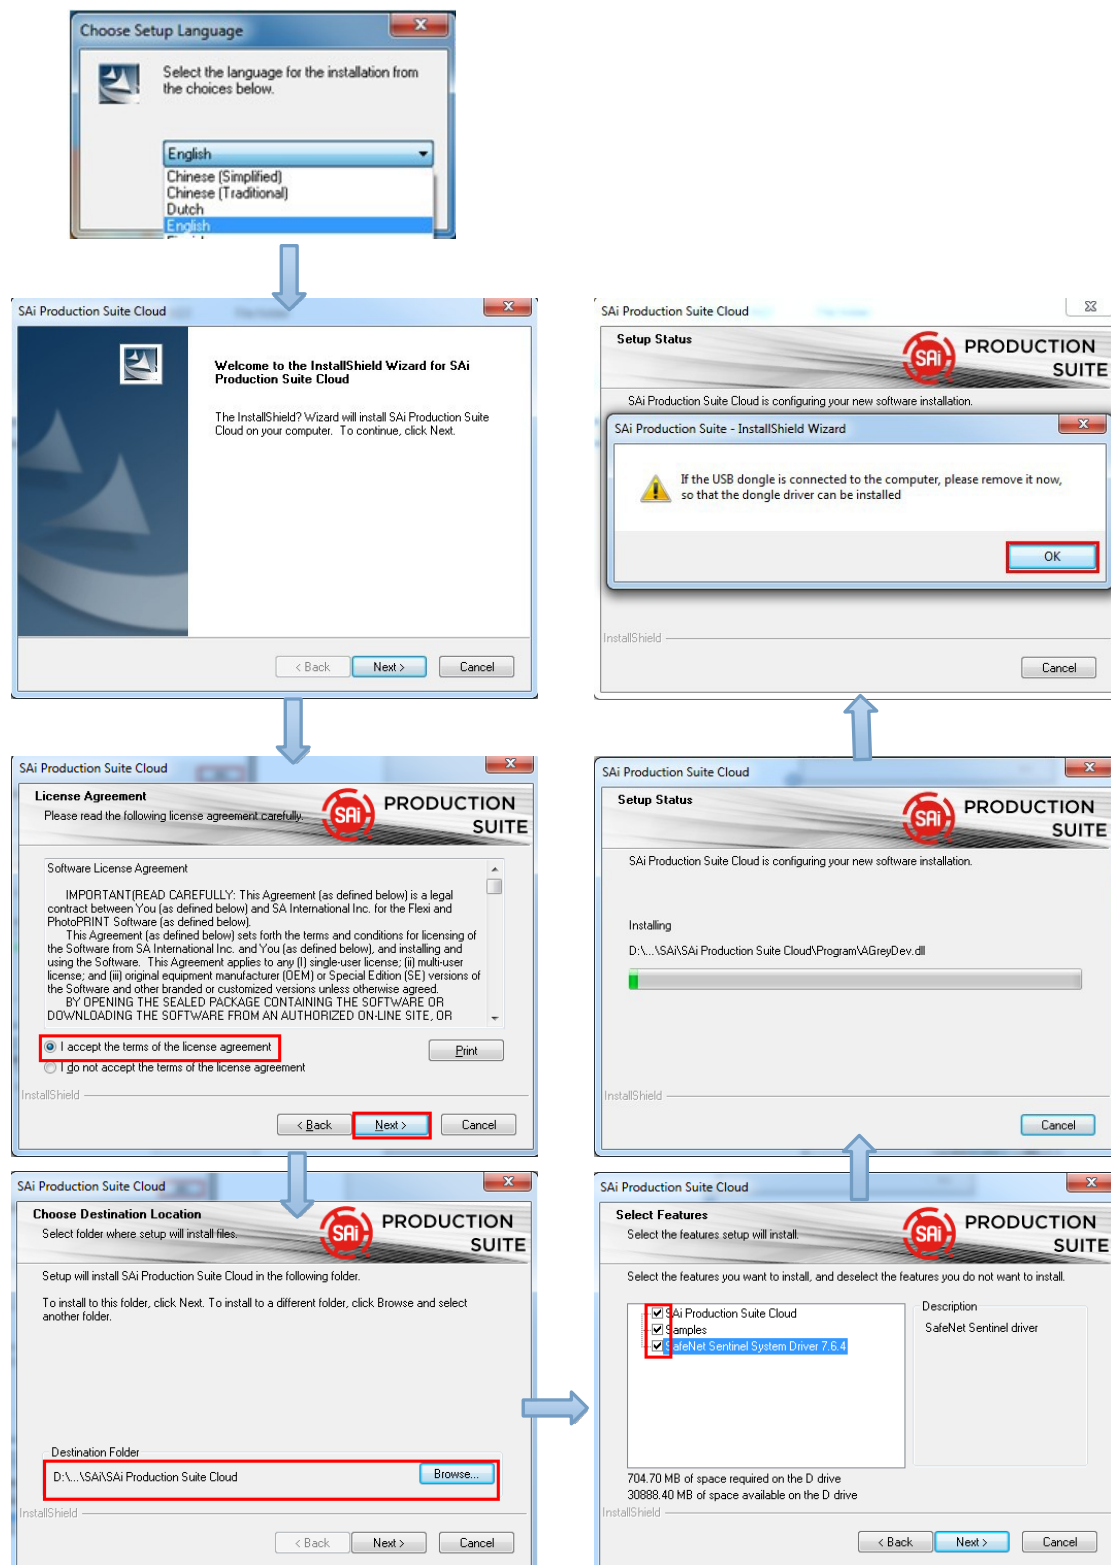 Choose Setup Language
Select the language for the installation from
the choices below.
English
Chinese (Simplified)
Chinese (Traditional)
Dutch
English
SAi Production Suite Cloud
Welcome to the InstallShield Wizard for SAi
Production Suite Cloud
The InstallShield? Wizard will install SAi Production Suite
Cloud on your computer. To continue, click Next.
< Back
Next >
Cancel
SAi Production Suite Cloud
License Agreement
Please read the following license agreement carefully.
SAi
PRODUCTION
SUITE
Software License Agreement
IMPORTANT(READ CAREFULLY: This Agreement (as defined below) is a legal
contract between You (as defined below) and SA International Inc. for the Flexi and
PhotoPRINT Software (as defined below).
This Agreement (as defined below) sets forth the terms and conditions for licensing of
the Software from SA International Inc. and You (as defined below), and installing and
using the Software. This Agreement applies to any (I) single-user license; (ii) multi-user
license; and (iii) original equipment manufacturer (OEM) or Special Edition (SE) versions of
the Software and other branded or customized versions unless otherwise agreed.
BY OPENING THE SEALED PACKAGE CONTAINING THE SOFTWARE OR
DOWNLOADING THE SOFTWARE FROM AN AUTHORIZED ON-LINE SITE, OR
I accept the terms of the license agreement
Print
I do not accept the terms of the license agreement
InstallShield
< Back
Next >
Cancel
SAi Production Suite Cloud
Choose Destination Location
Select folder where setup will install files.
SAi
PRODUCTION
SUITE
Setup will install SAi Production Suite Cloud in the following folder.
To install to this folder, click Next. To install to a different folder, click Browse and select
another folder.
Destination Folder
D:\...\SAi\SAi Production Suite Cloud
Browse...
InstallShield
< Back
Next >
Cancel
SAi Production Suite Cloud
Select Features
Select the features setup will install.
SAi
PRODUCTION
SUITE
Select the features you want to install, and deselect the features you do not want to install.
SAi Production Suite Cloud
Samples
SafeNet Sentinel System Driver 7.6.4
Description
SafeNet Sentinel driver
704.70 MB of space required on the D drive
30888.40 MB of space available on the D drive
InstallShield
< Back
Next >
Cancel
SAi Production Suite Cloud
Setup Status
SAi
PRODUCTION
SUITE
SAi Production Suite Cloud is configuring your new software installation.
Installing
D:\...\SAi\SAi Production Suite Cloud\Program\AGreyDev.dll
InstallShield
Cancel
SAi Production Suite Cloud
Setup Status
SAi
PRODUCTION
SUITE
SAi Production Suite Cloud is configuring your new software installation.
SAi Production Suite - InstallShield Wizard
If the USB dongle is connected to the computer, please remove it now,
so that the dongle driver can be installed
OK
InstallShield
Cancel